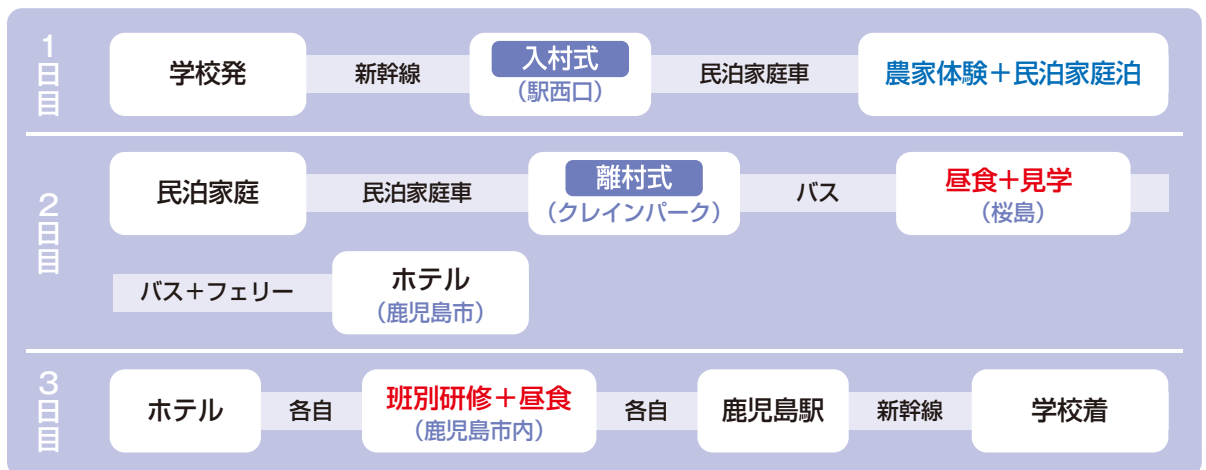 1日目
学校発
新幹線
入村式
（駅西口）
民泊家庭車
農家体験＋民泊家庭泊
2日目
民泊家庭
民泊家庭車
離村式
（クレインパーク）
バス
昼食＋見学
（桜島）
バス＋フェリー
ホテル
（鹿児島市）
3日目
ホテル
各自
班別研修＋昼食
（鹿児島市内）
各自
鹿児島駅
新幹線
学校着